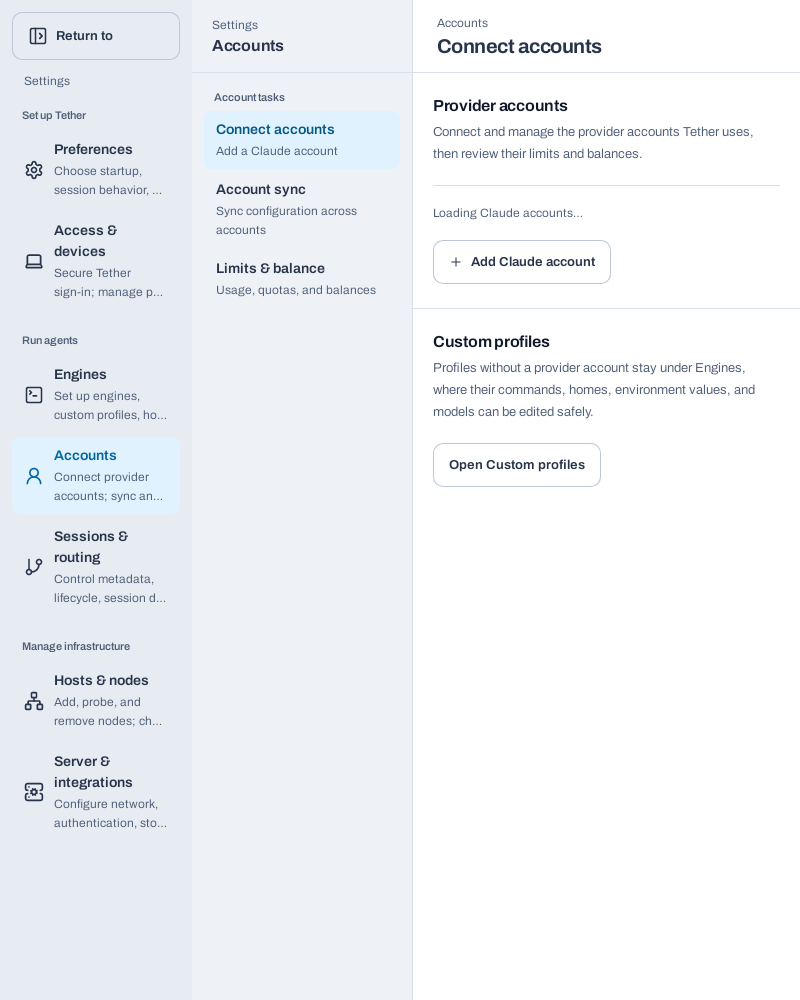 Return to
Settings
Set up Tether
Preferences
Choose startup,
session behavior, ...
Access &
devices
Secure Tether
sign-in; manage p...
Run agents
Engines
Set up engines,
custom profiles, ho...
Accounts
Connect provider
accounts; sync an...
Sessions &
routing
Control metadata,
lifecycle, session d...
Manage infrastructure
Hosts & nodes
Add, probe, and
remove nodes; ch...
Server &
integrations
Configure network,
authentication, sto...
Settings
Accounts
Account tasks
Connect accounts
Add a Claude account
Account sync
Sync configuration across
accounts
Limits & balance
Usage, quotas, and balances
Accounts
Connect accounts
Provider accounts
Connect and manage the provider accounts Tether uses,
then review their limits and balances.
Loading Claude accounts...
Add Claude account
Custom profiles
Profiles without a provider account stay under Engines,
where their commands, homes, environment values, and
models can be edited safely.
Open Custom profiles